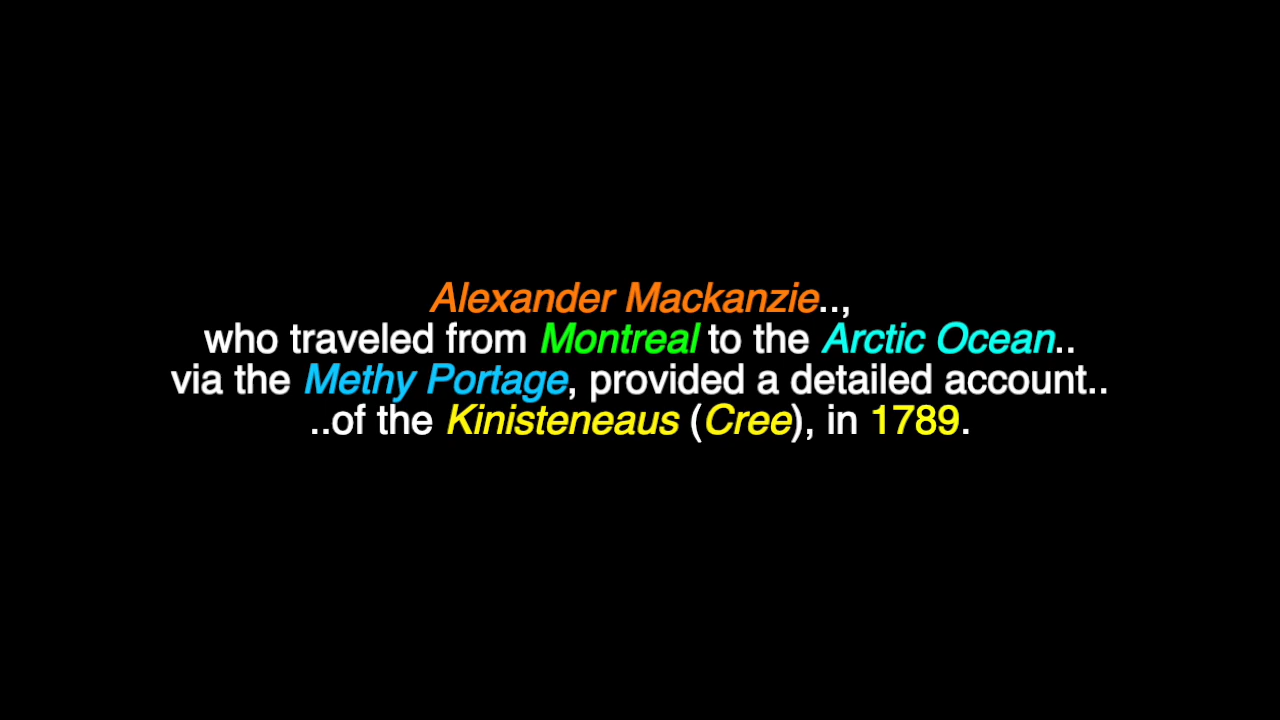 Alexander Mackanzie..,
who traveled from Montreal to the Arctic Ocean..
via the Methy Portage, provided a detailed account..
..of the Kinisteneaus (Cree), in 1789.